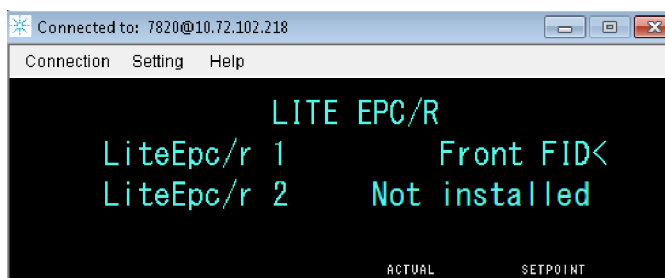 Connected to: 7820@10.72.102.218
Connection Setting Help
LITE EPC/R
LiteEpc/r 1 Front FID<
LiteEpc/r 2 Not installed
ACTUAL SETPOINT